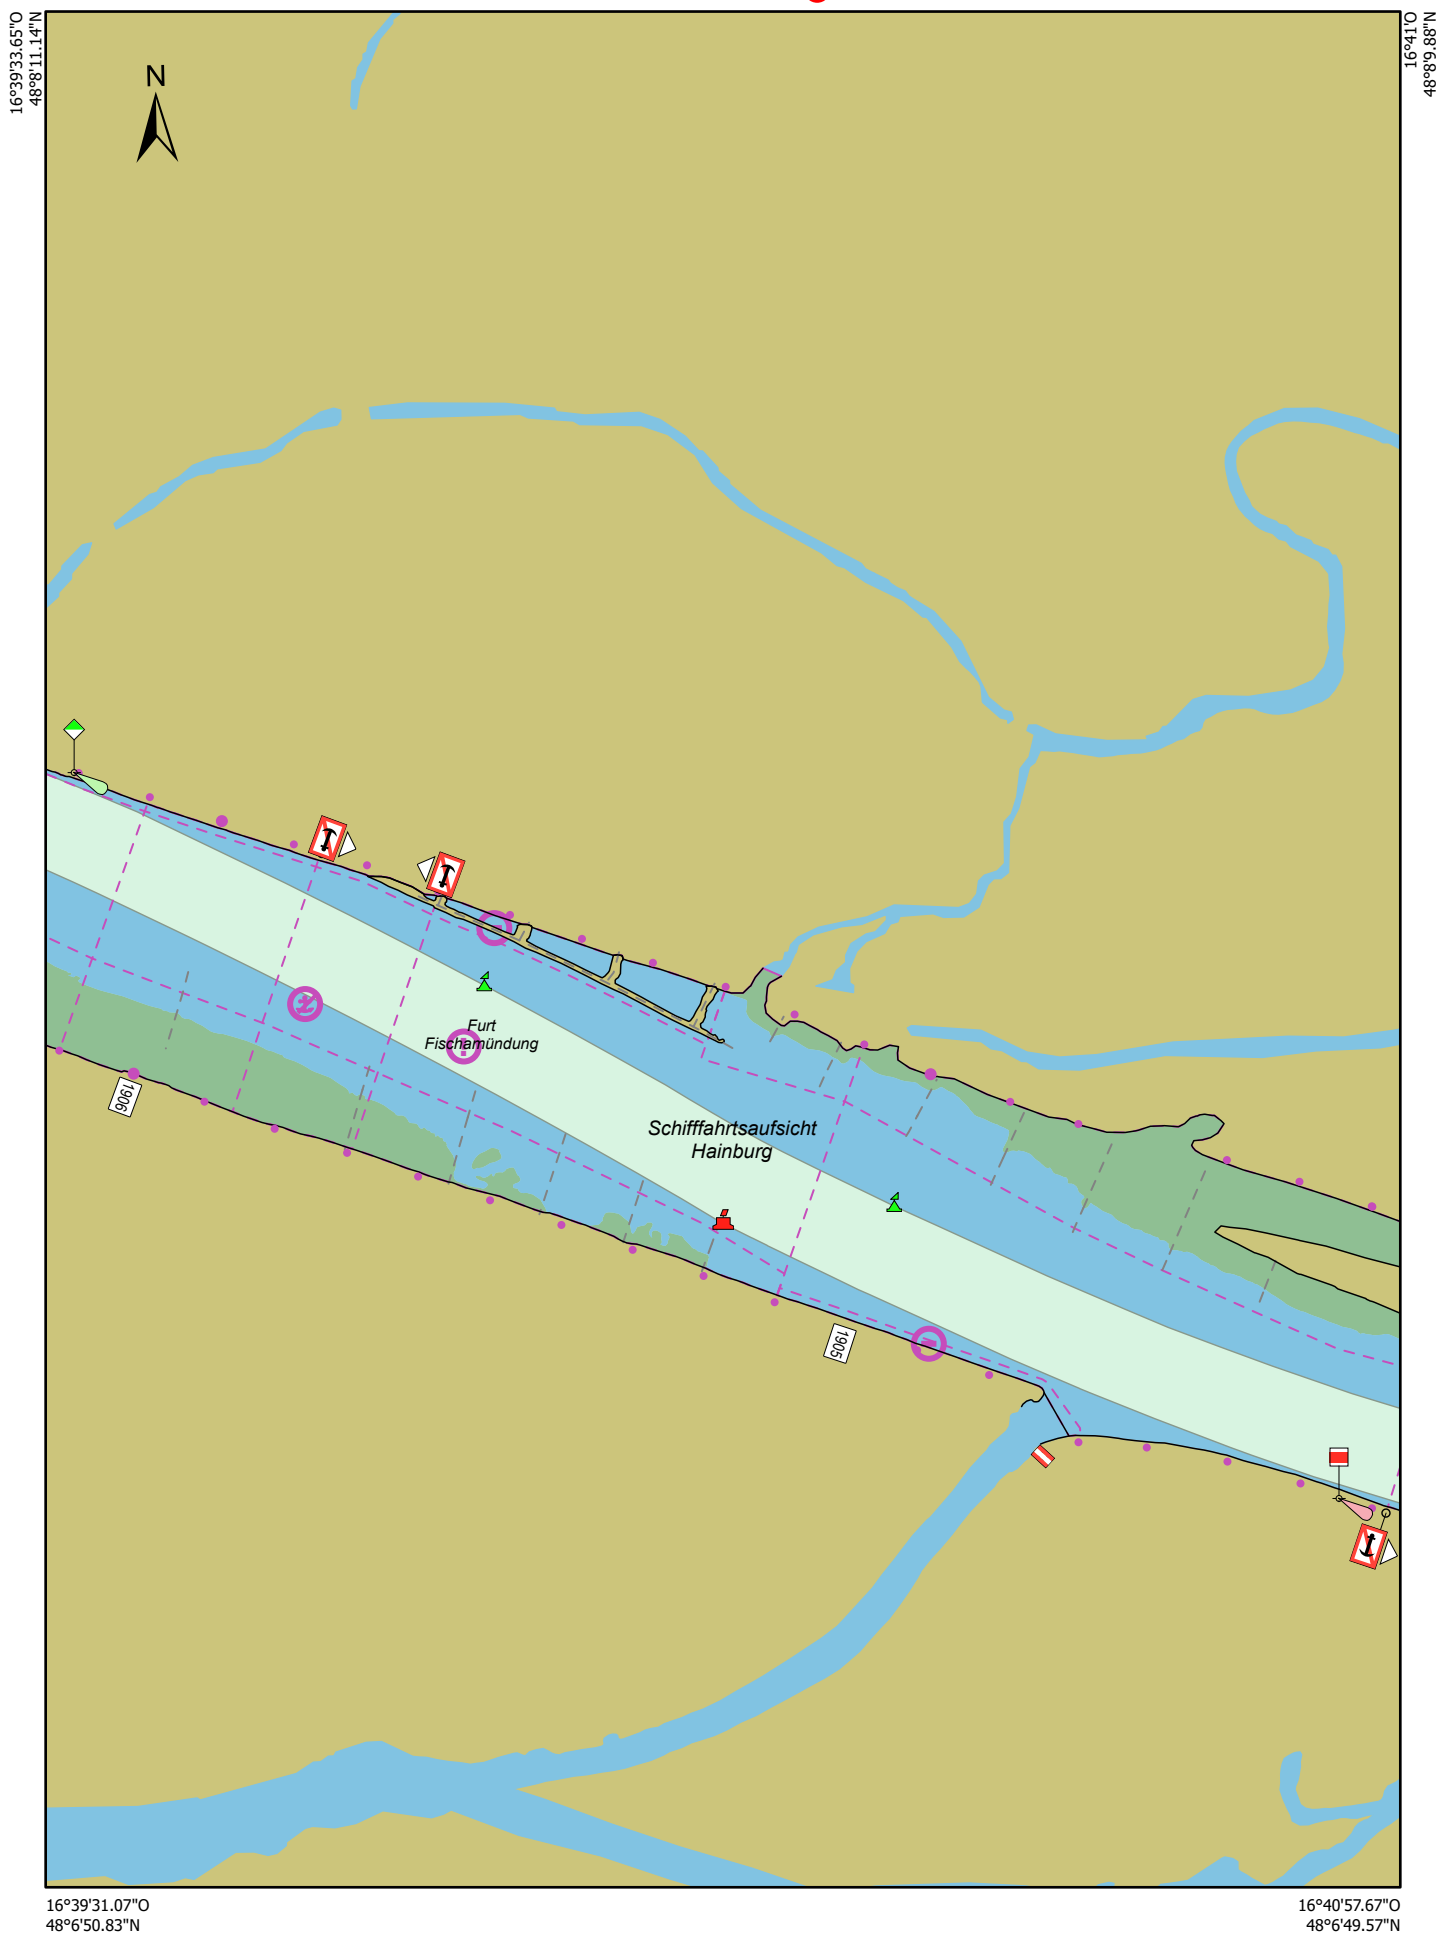 16°39'33.65"O
48°8'11.14"N
16°41'O
48°8'9.88"N
N
Furt
Fischamündung
Schifffahrtsaufsicht
Hainburg
1906
1905
16°39'31.07"O
48°6'50.83"N
16°40'57.67"O
48°6'49.57"N